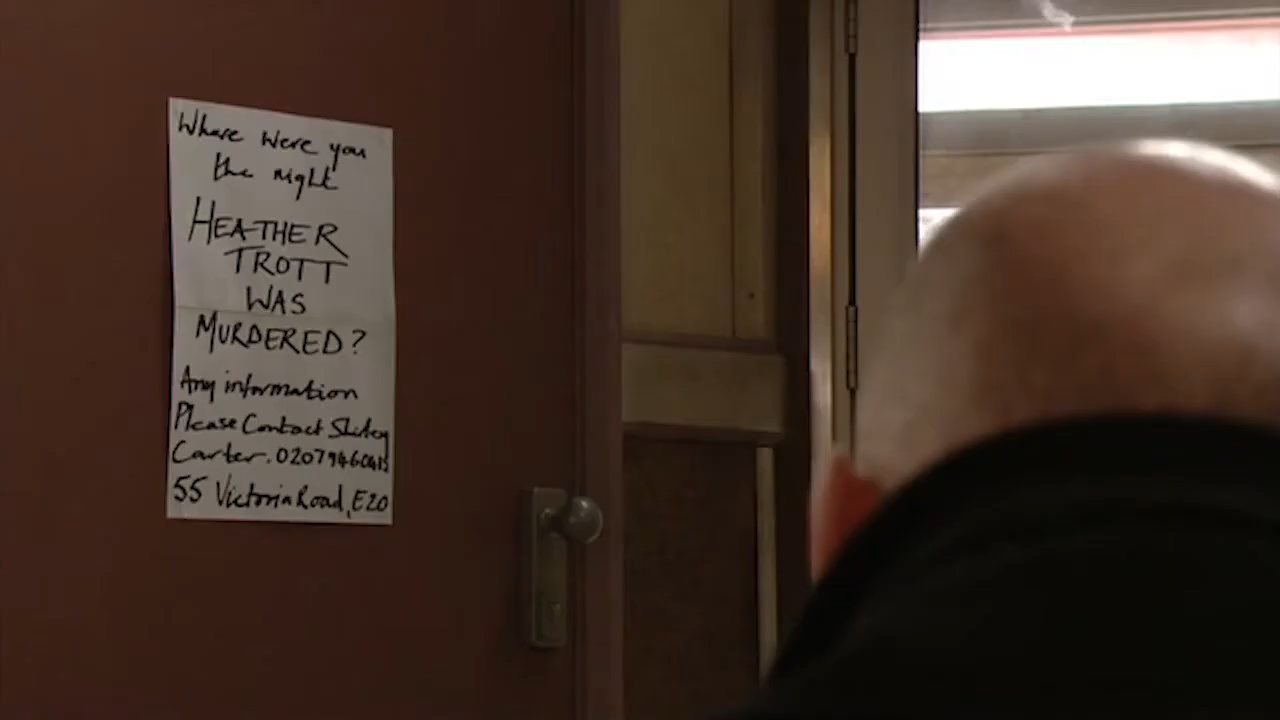 Where were you
the night
HEATHER
TROTT
WAS
MURDERED?
Any information
Please Contact Shirley
Carter. 02079460413
55 Victoria Road, E20